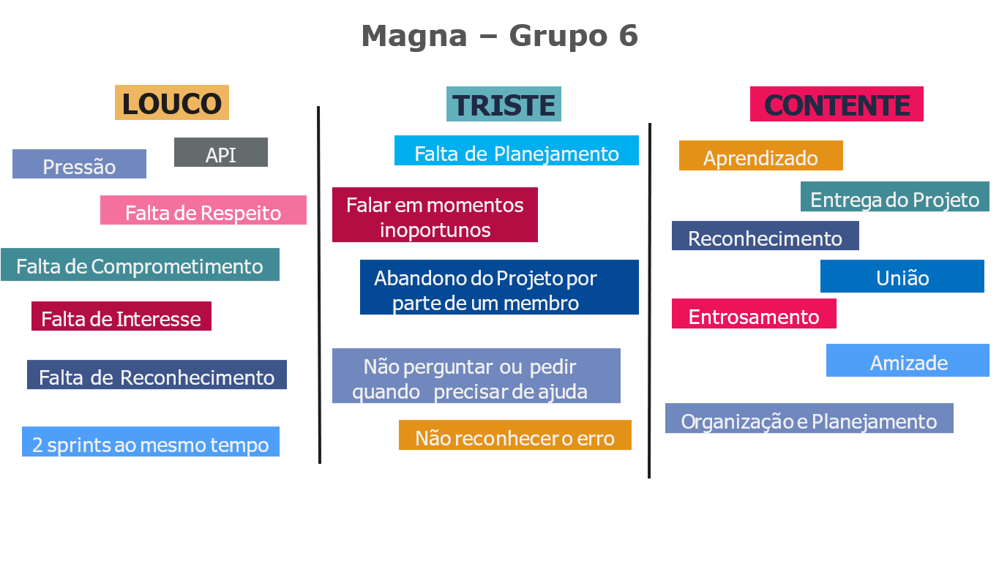 Magna – Grupo 6
LOUCO
Pressão
API
Falta de Respeito
Falta de Comprometimento
Falta de Interesse
Falta de Reconhecimento
2 sprints ao mesmo tempo
TRISTE
Falta de Planejamento
Falar em momentos
inoportunos
Abandono do Projeto por
parte de um membro
Não perguntar ou pedir
quando precisar de ajuda
Não reconhecer o erro
CONTENTE
Aprendizado
Entrega do Projeto
Reconhecimento
União
Entrosamento
Amizade
Organização e Planejamento